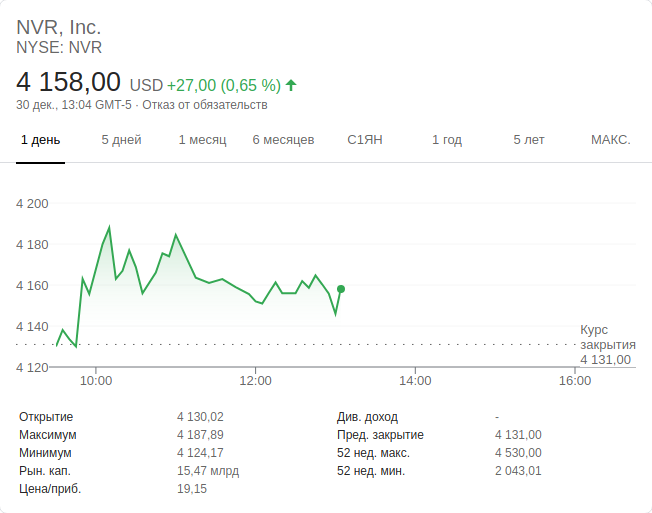 NVR, Inc.
NYSE: NVR
4 158,00 USD +27,00 (0,65 %)
30 дек., 13:04 GMT-5 · Отказ от обязательств
1 день 5 дней 1 месяц 6 месяцев С1ЯН 1 год 5 лет МАКС.
4 200
4 180
4 160
4 140
4 120
Курс
закрытия
4 131,00
10:00 12:00 14:00 16:00
Открытие 4 130,02 Див. доход -
Максимум 4 187,89 Пред. закрытие 4 131,00
Минимум 4 124,17 52 нед. макс. 4 530,00
Рын. кап. 15,47 млрд 52 нед. мин. 2 043,01
Цена/приб. 19,15